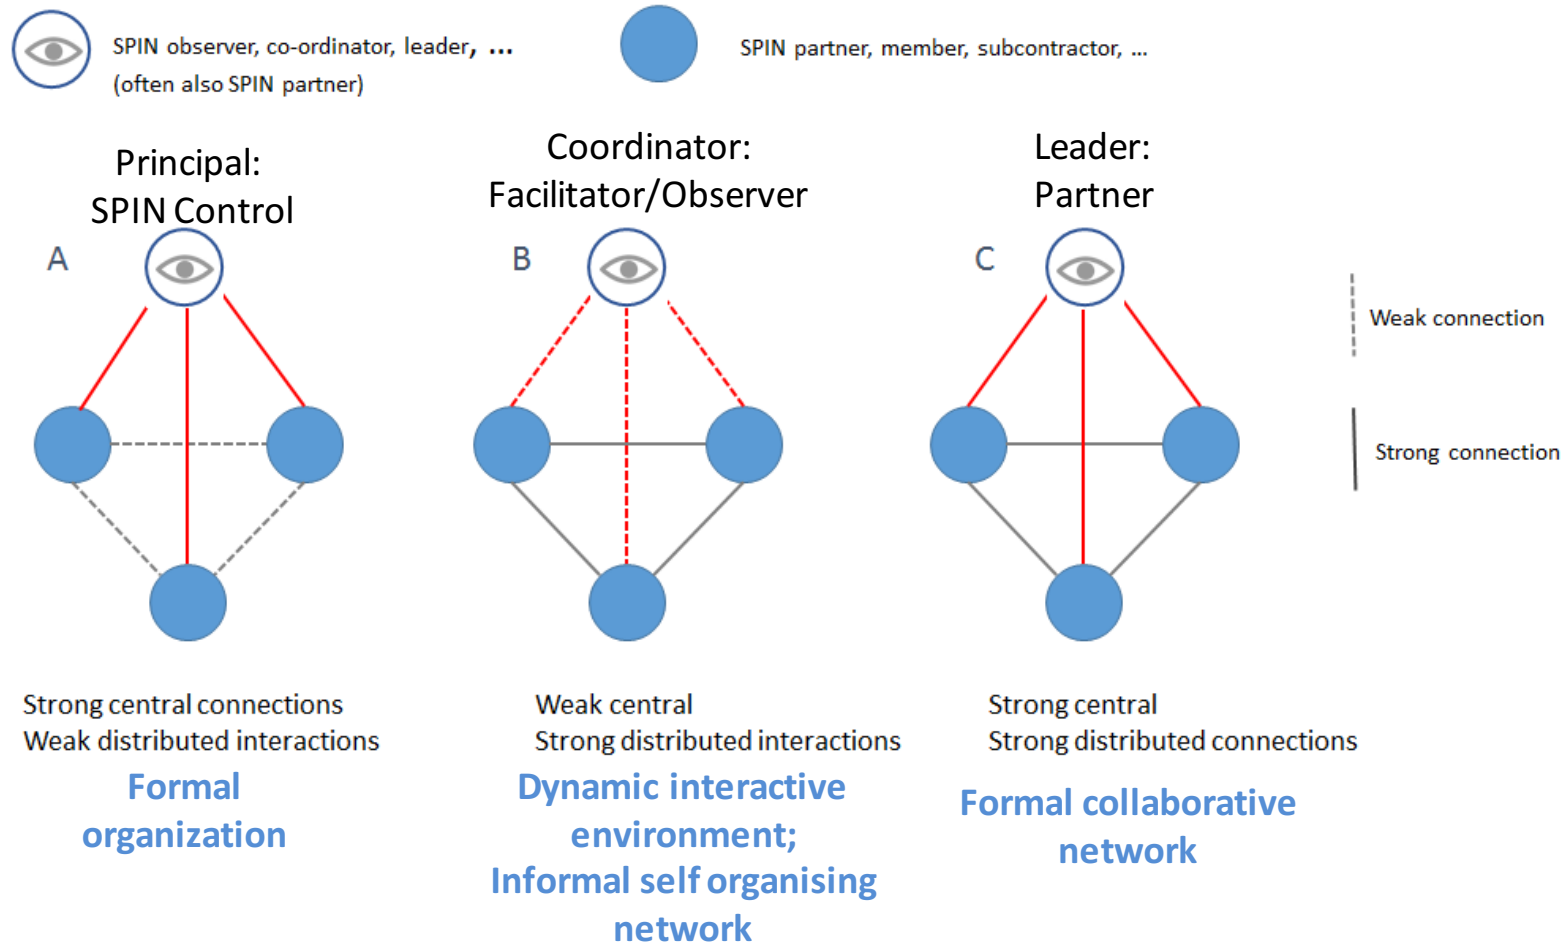 SPIN observer, co-ordinator, leader, ...
(often also SPIN partner)
SPIN partner, member, subcontractor, ...
Principal:
SPIN Control
Coordinator:
Facilitator/Observer
Leader:
Partner
A
B
C
Weak connection
Strong connection
Strong central connections
Weak distributed interactions
Formal
organization
Weak central
Strong distributed interactions
Dynamic interactive
environment;
Informal self organising
network
Strong central
Strong distributed connections
Formal collaborative
network